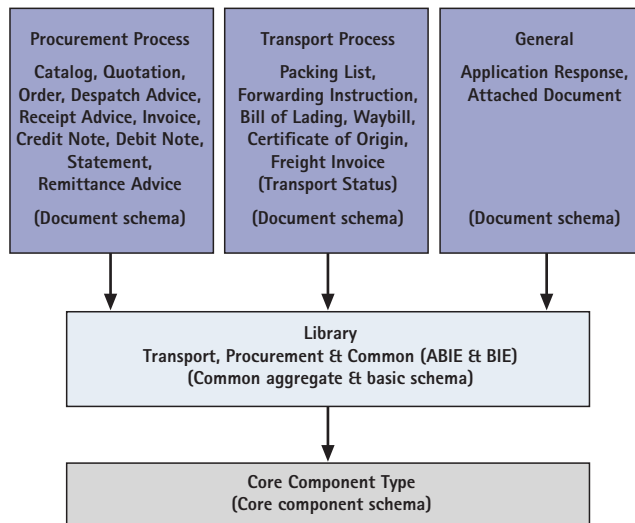 Procurement Process
Catalog, Quotation,
Order, Despatch Advice,
Receipt Advice, Invoice,
Credit Note, Debit Note,
Statement,
Remittance Advice
(Document schema)
Transport Process
Packing List,
Forwarding Instruction,
Bill of Lading, Waybill,
Certificate of Origin,
Freight Invoice
(Transport Status)
(Document schema)
General
Application Response,
Attached Document
(Document schema)
Library
Transport, Procurement & Common (ABIE & BIE)
(Common aggregate & basic schema)
Core Component Type
(Core component schema)